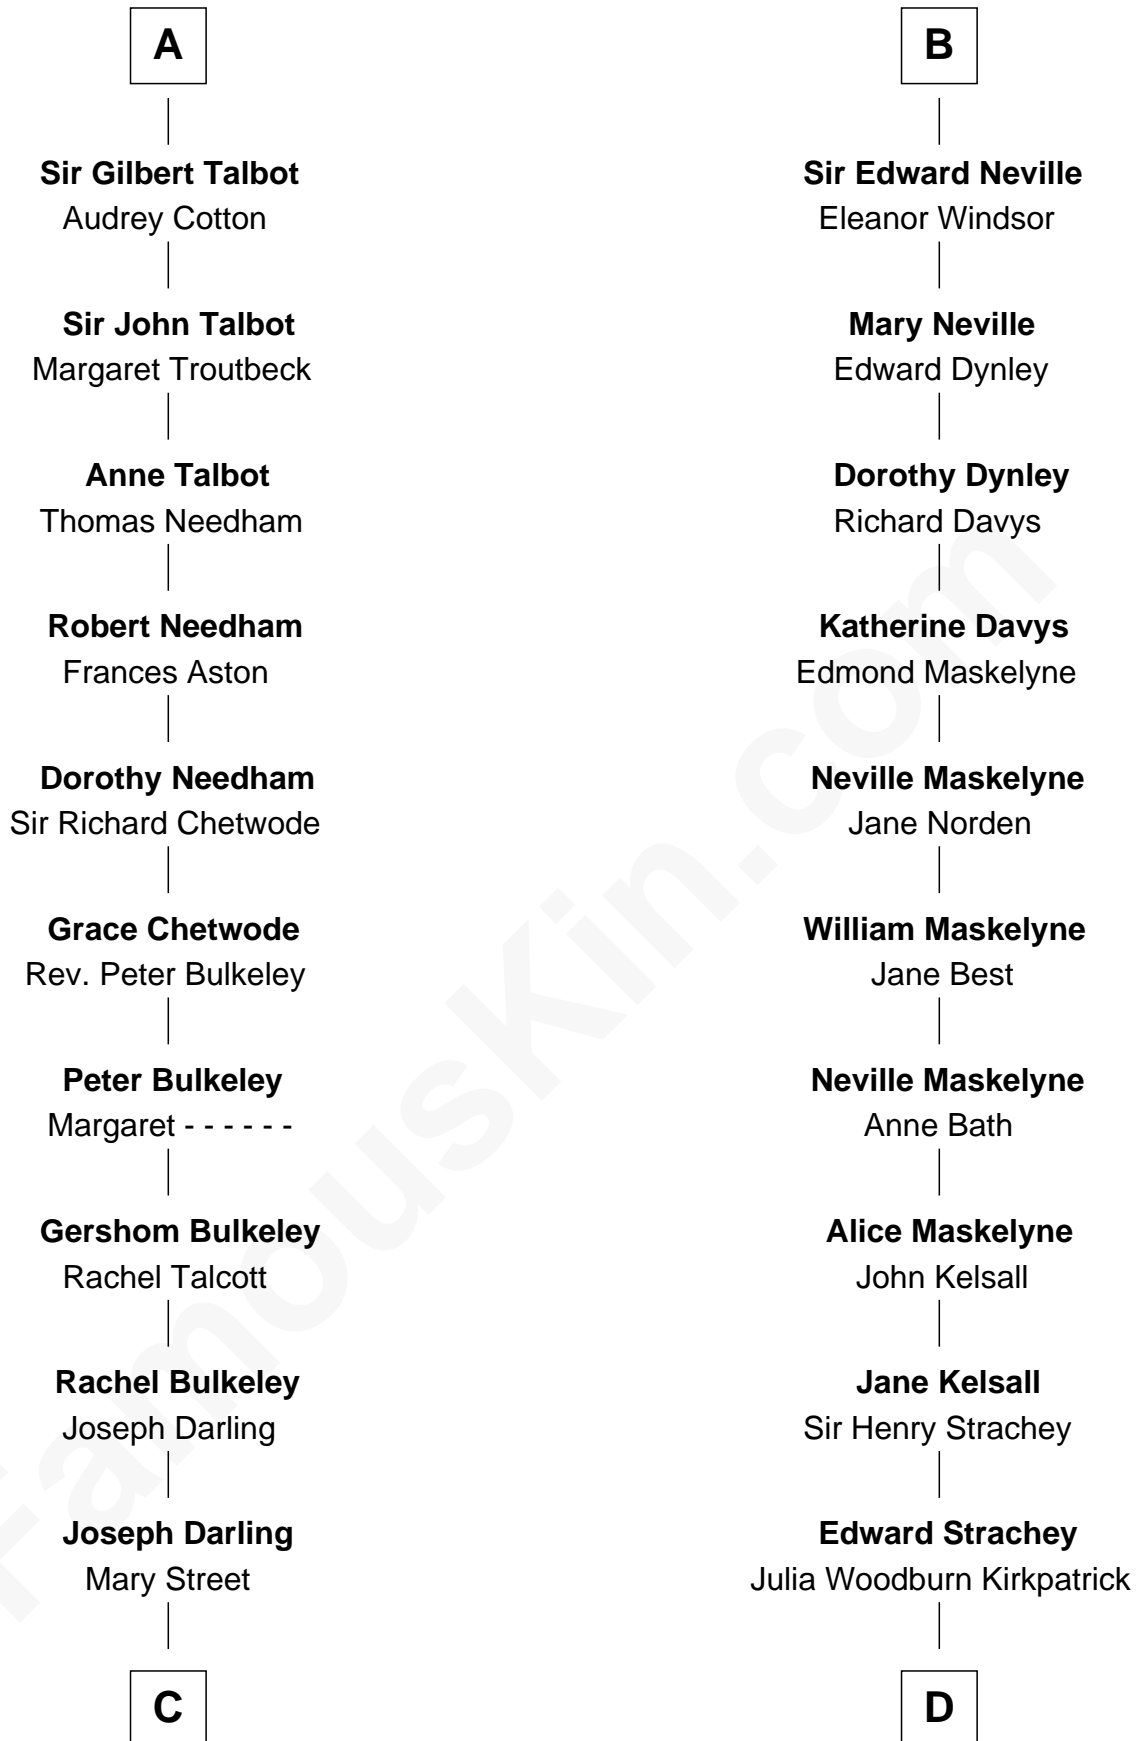 A
Sir Gilbert Talbot
Audrey Cotton
Sir John Talbot
Margaret Troutbeck
Anne Talbot
Thomas Needham
Robert Needham
Frances Aston
Dorothy Needham
Sir Richard Chetwode
Grace Chetwode
Rev. Peter Bulkeley
Peter Bulkeley
Margaret - - - - - -
Gershom Bulkeley
Rachel Talcott
Rachel Bulkeley
Joseph Darling
Joseph Darling
Mary Street
C
B
Sir Edward Neville
Eleanor Windsor
Mary Neville
Edward Dynley
Dorothy Dynley
Richard Davys
Katherine Davys
Edmond Maskelyne
Neville Maskelyne
Jane Norden
William Maskelyne
Jane Best
Neville Maskelyne
Anne Bath
Alice Maskelyne
John Kelsall
Jane Kelsall
Sir Henry Strachey
Edward Strachey
Julia Woodburn Kirkpatrick
D
FamousKin.com